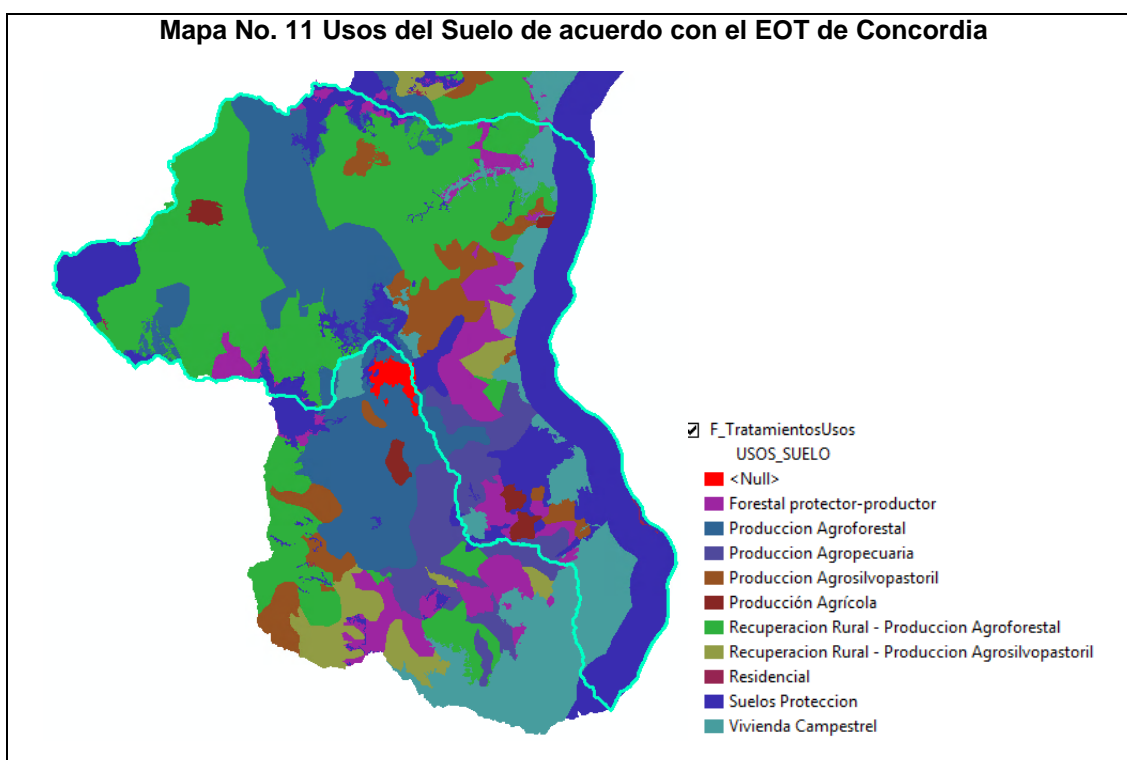 Mapa No. 11 Usos del Suelo de acuerdo con el EOT de Concordia
F_TratamientosUsos
USOS_SUELO
<Null>
Forestal protector-productor
Produccion Agroforestal
Produccion Agropecuaria
Produccion Agrosilvopastoril
Producción Agrícola
Recuperacion Rural - Produccion Agroforestal
Recuperacion Rural - Produccion Agrosilvopastoril
Residencial
Suelos Proteccion
Vivienda Campestrel